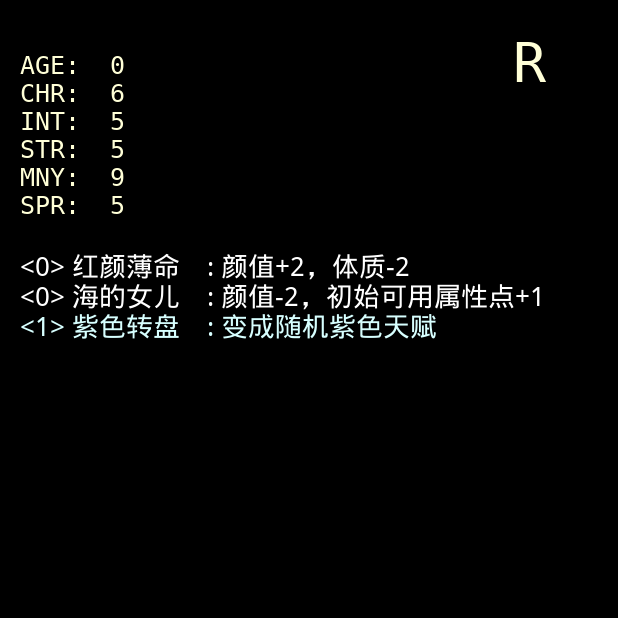 R
AGE: 0
CHR: 6
INT: 5
STR: 5
MNY: 9
SPR: 5
<0> 红颜薄命 : 颜值+2，体质-2
<0> 海的女儿 : 颜值-2，初始可用属性点+1
<1> 紫色转盘 : 变成随机紫色天赋